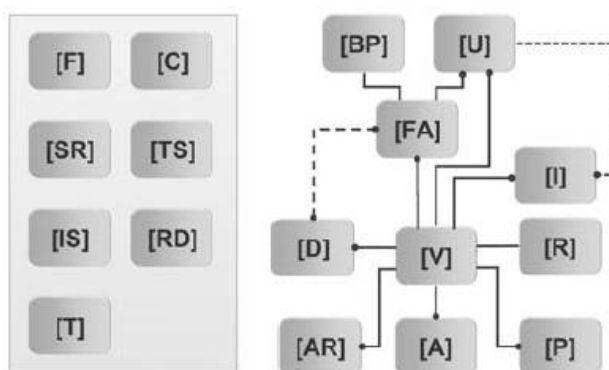 [F] [C]
[SR] [TS]
[IS] [RD]
[T]
[BP] [U]
[FA]
[I]
[D] [V] [R]
[AR] [A] [P]